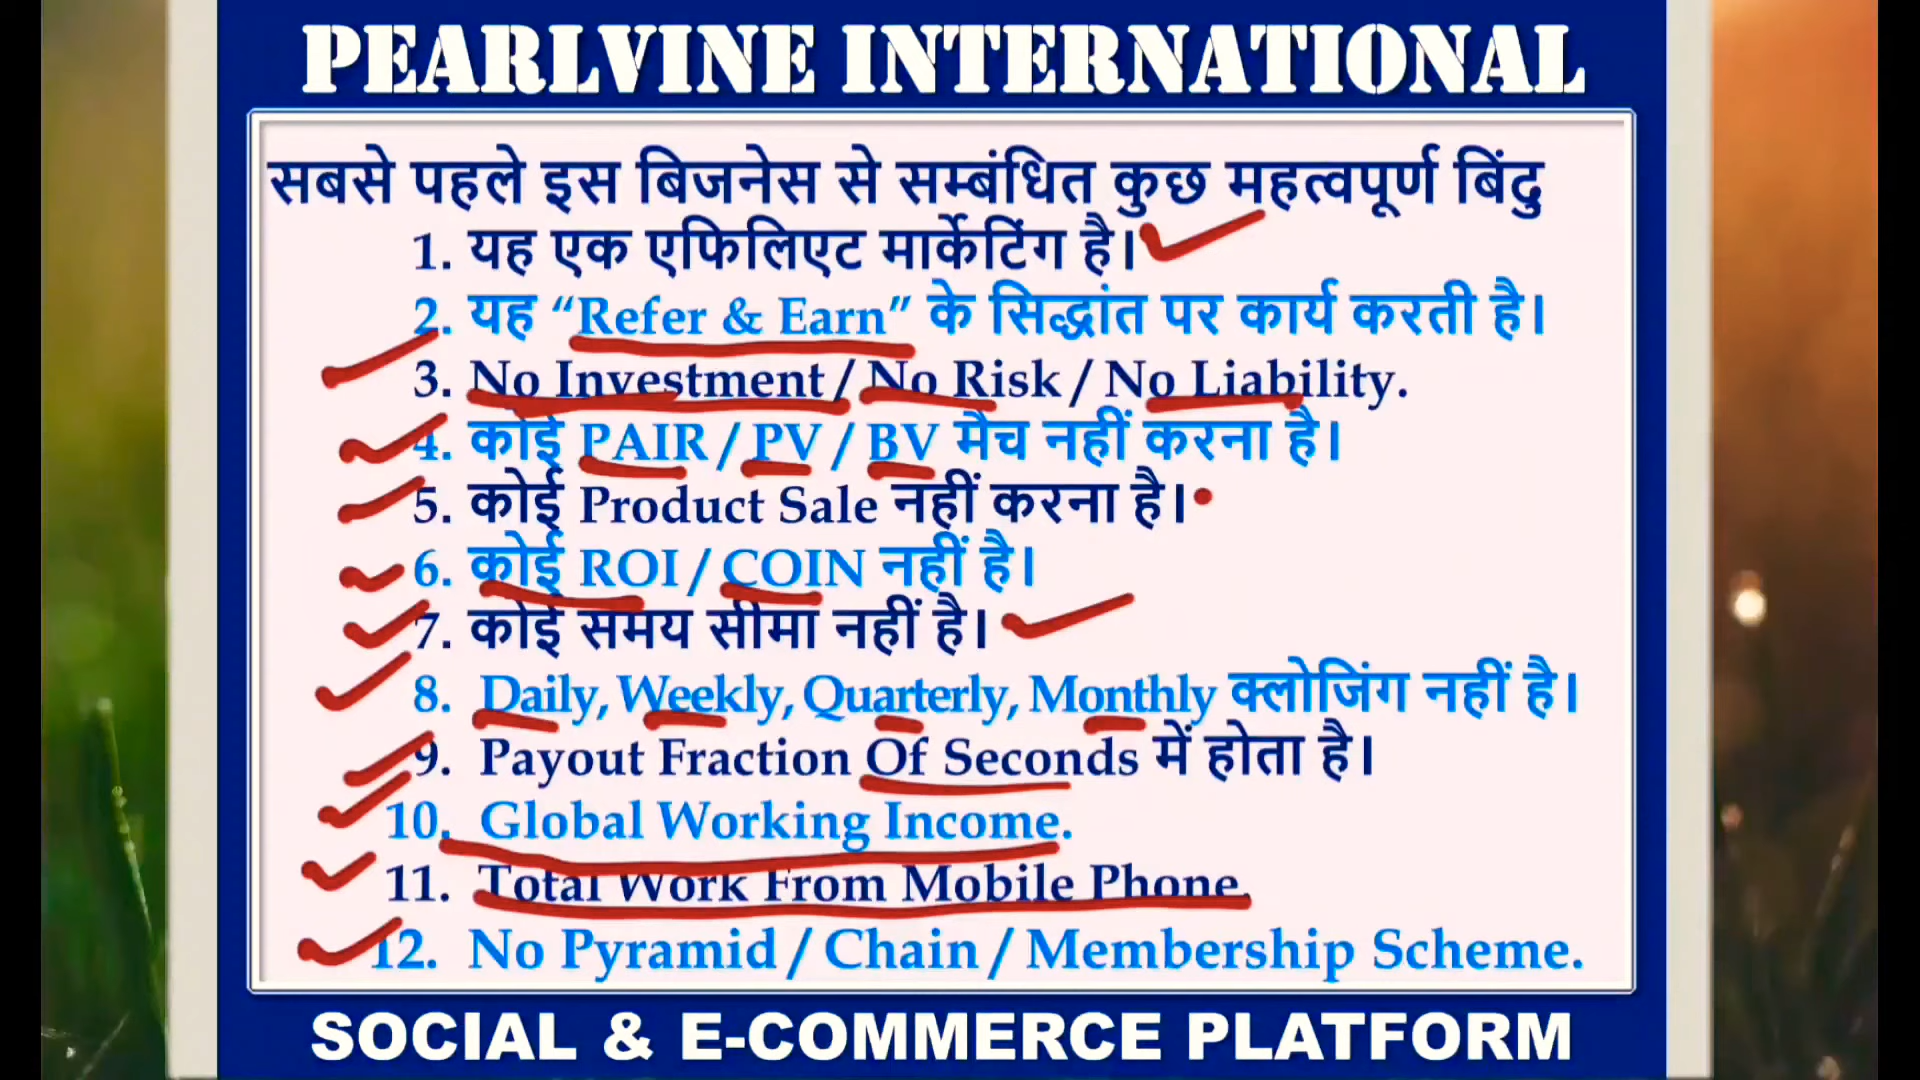 PEARLVINE INTERNATIONAL
सबसे पहले इस बिजनेस से सम्बंधित कुछ महत्वपूर्ण बिंदु
1. यह एक एफिलिएट मार्केटिंग है।
2. यह “Refer & Earn” के सिद्धांत पर कार्य करती है।
3. No Investment / No Risk / No Liability.
4. कोई PAIR / PV / BV मैच नहीं करना है।
5. कोई Product Sale नहीं करना है।
6. कोई ROI / COIN नहीं है।
7. कोई समय सीमा नहीं है।
8. Daily, Weekly, Quarterly, Monthly क्लोजिंग नहीं है।
9. Payout Fraction Of Seconds में होता है।
10. Global Working Income.
11. Total Work From Mobile Phone.
12. No Pyramid / Chain / Membership Scheme.
SOCIAL & E-COMMERCE PLATFORM